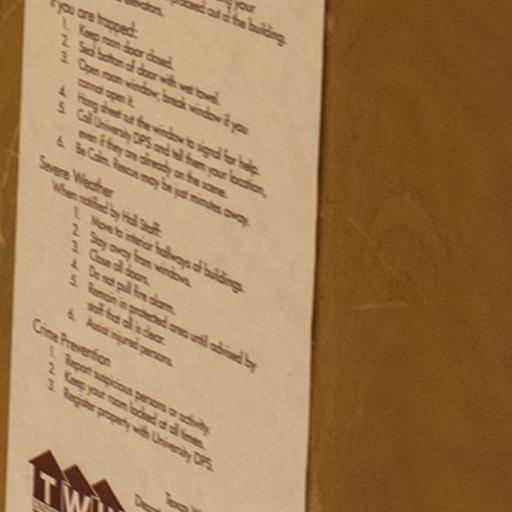 your
proceed out of the building.
elevators.
If you are trapped:
1. Keep room door closed.
2. Seal bottom of door with wet towel.
3. Open room window; break window if you
cannot open it.
4. Hang sheet out the window to signal for help.
5. Call University DPS and tell them your location,
even if they are already on the scene.
6. Be Calm. Rescue may be just minutes away.
Severe Weather
When notified by Hall Staff:
1. Move to interior hallways of buildings.
2. Stay away from windows.
3. Close all doors.
4. Do not pull fire alarm.
5. Remain in protected area until advised by
staff that all is clear.
6. Assist injured persons.
Crime Prevention
1. Report suspicious persons or activity.
2. Keep your room locked at all times.
3. Register property with University DPS.
TWU
Texas W